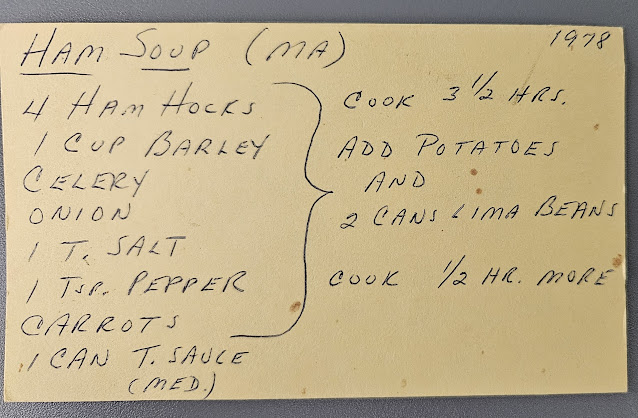 HAM SOUP (MA)
1978
4 HAM HOCKS
1 CUP BARLEY
CELERY
ONION
1 T. SALT
1 TSP. PEPPER
CARROTS
1 CAN T. SAUCE
(MED.)
COOK 3 1/2 HRS.
ADD POTATOES
AND
2 CANS LIMA BEANS
COOK 1/2 HR. MORE